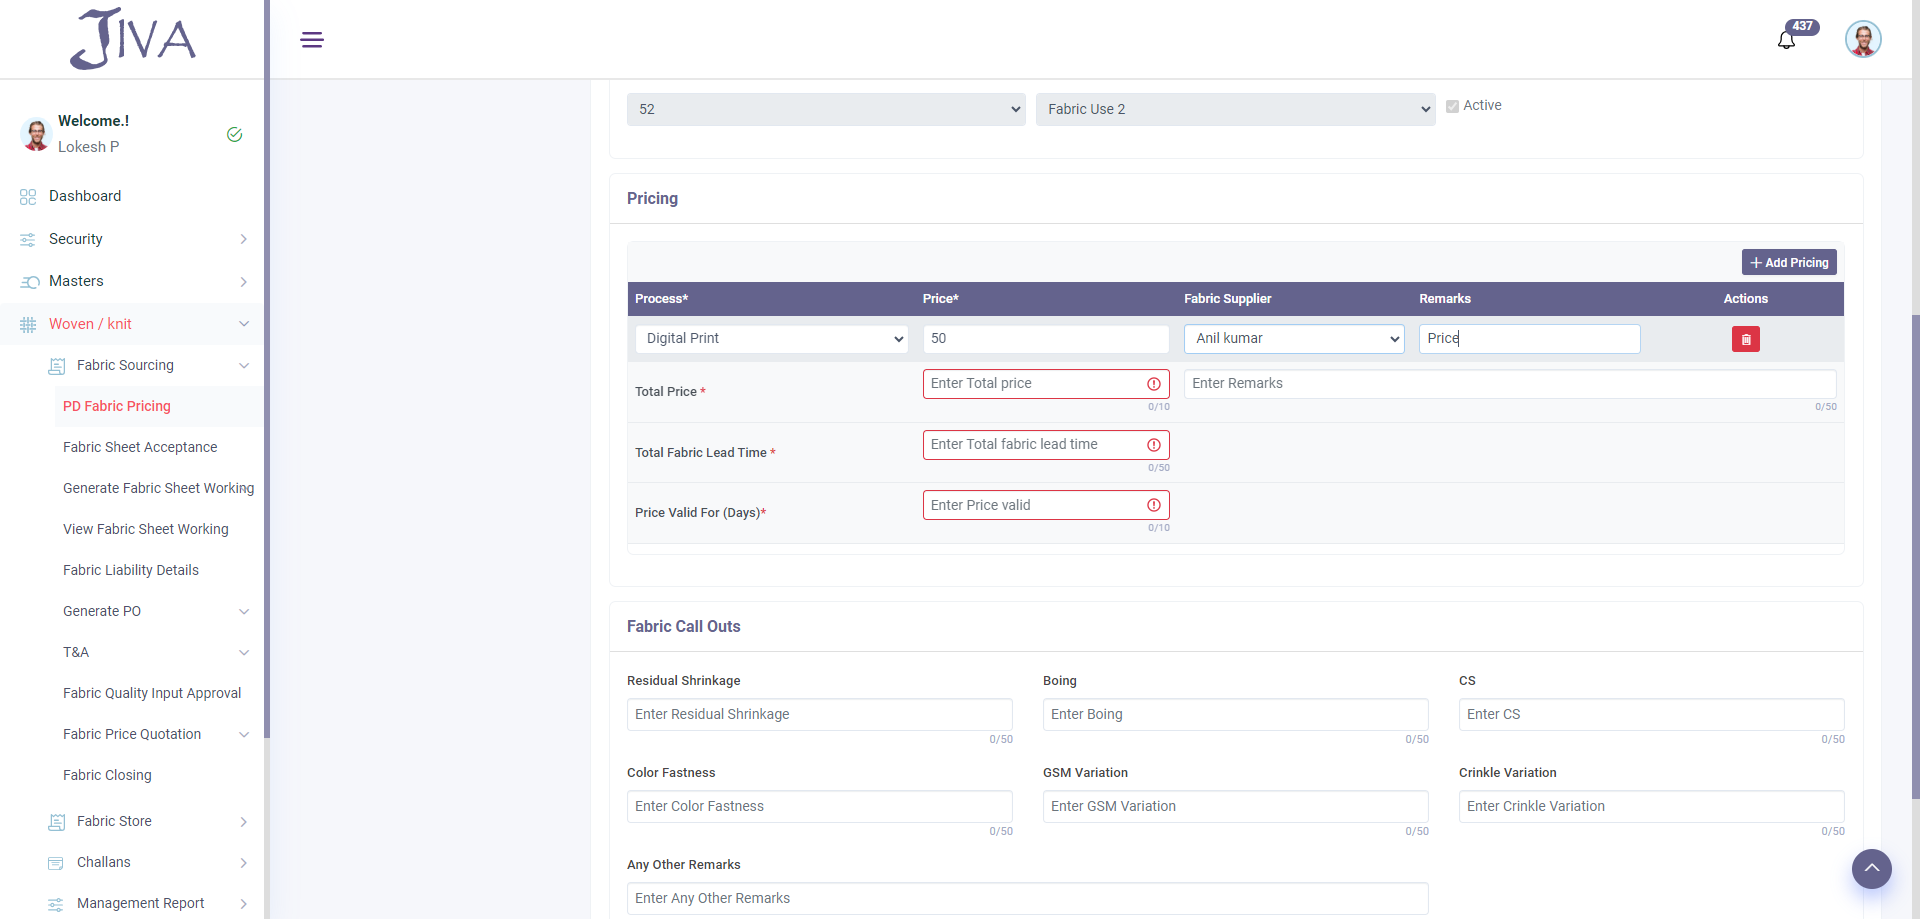 JIVA
437
Welcome.!
Lokesh P
Dashboard
Security
Masters
Woven / knit
Fabric Sourcing
PD Fabric Pricing
Fabric Sheet Acceptance
Generate Fabric Sheet Working
View Fabric Sheet Working
Fabric Liability Details
Generate PO
T&A
Fabric Quality Input Approval
Fabric Price Quotation
Fabric Closing
Fabric Store
Challans
Management Report
52 Fabric Use 2 Active
Pricing
Add Pricing
Process* Price* Fabric Supplier Remarks Actions
Digital Print 50 Anil kumar Price
Total Price * Enter Total price Enter Remarks
0/10 0/50
Total Fabric Lead Time * Enter Total fabric lead time
0/50
Price Valid For (Days)* Enter Price valid
0/10
Fabric Call Outs
Residual Shrinkage Boing CS
Enter Residual Shrinkage Enter Boing Enter CS
0/50 0/50 0/50
Color Fastness GSM Variation Crinkle Variation
Enter Color Fastness Enter GSM Variation Enter Crinkle Variation
0/50 0/50 0/50
Any Other Remarks
Enter Any Other Remarks